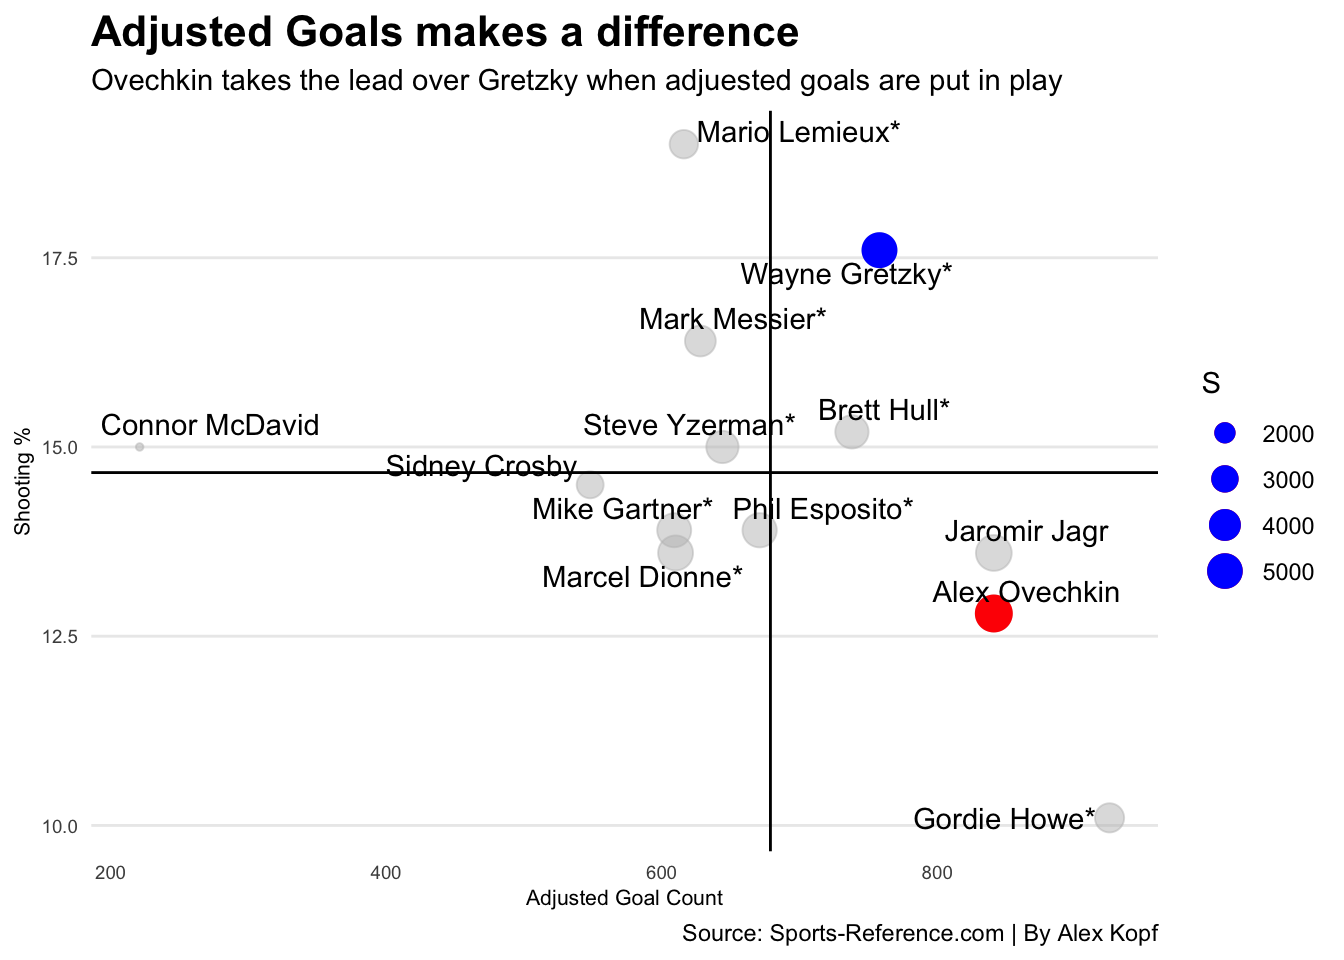 Adjusted Goals makes a difference
Ovechkin takes the lead over Gretzky when adjuested goals are put in play
Mario Lemieux*
17.5
Wayne Gretzky*
Mark Messier*
S
Brett Hull*
Connor McDavid
Steve Yzerman*
2000
15.0
Sidney Crosby
3000
Shooting %
Mike Gartner*
Phil Esposito*
4000
Jaromir Jagr
5000
Marcel Dionne*
Alex Ovechkin
12.5
Gordie Howe*
10.0
200
400
600
800
Adjusted Goal Count
Source: Sports-Reference.com | By Alex Kopf